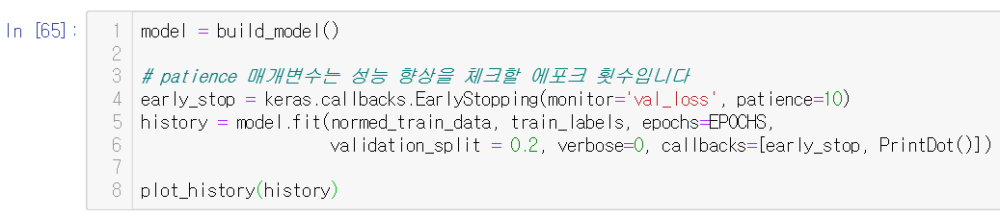 In [65]:
1 model = build_model()
2
3 # patience 매개변수는 성능 향상을 체크할 에포크 횟수입니다
4 early_stop = keras.callbacks.EarlyStopping(monitor='val_loss', patience=10)
5 history = model.fit(normed_train_data, train_labels, epochs=EPOCHS,
6                     validation_split = 0.2, verbose=0, callbacks=[early_stop, PrintDot()])
7
8 plot_history(history)